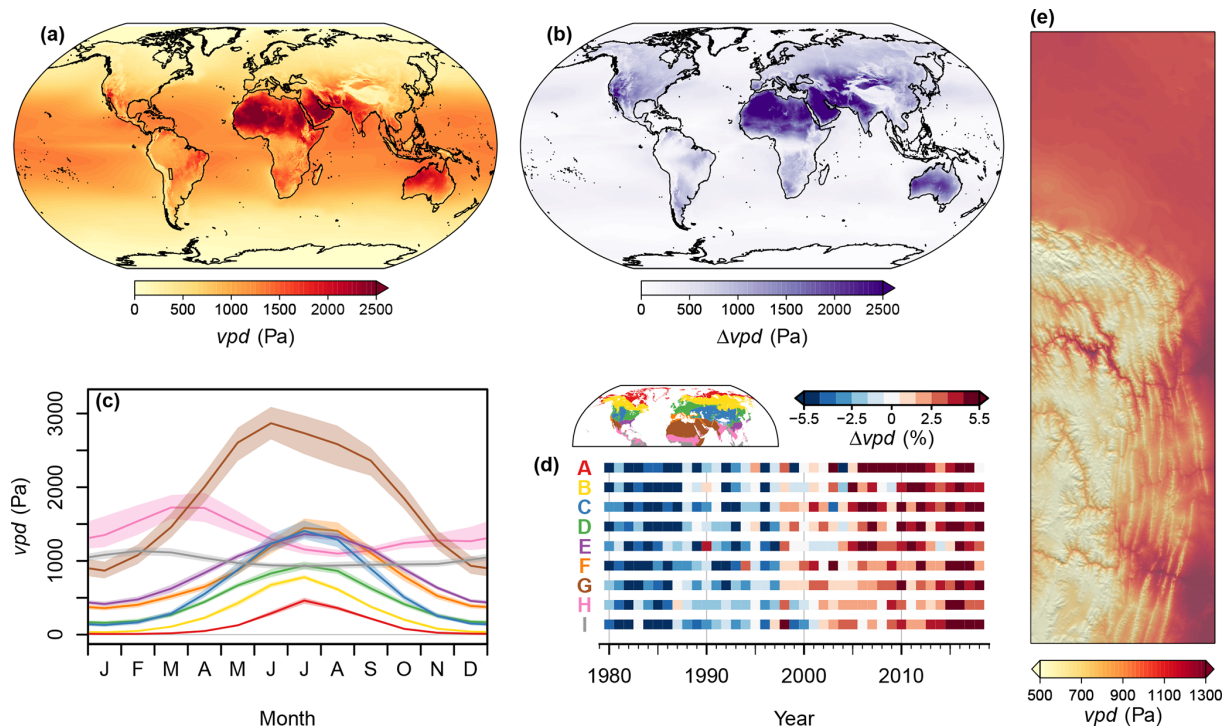 (a)
0 500 1000 1500 2000 2500
vpd (Pa)
(b)
0 500 1000 1500 2000 2500
Δvpd (Pa)
(c)
3000
2000
1000
0
vpd (Pa)
J F M A M J J A S O N D
Month
−5.5 −2.5 0 2.5 5.5
Δvpd (%)
(d)
A
B
C
D
E
F
G
H
I
1980 1990 2000 2010
Year
(e)
500 700 900 1100 1300
vpd (Pa)